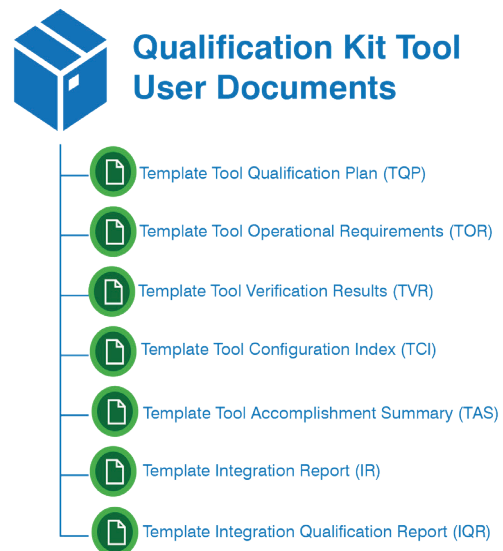 Qualification Kit Tool
User Documents
Template Tool Qualification Plan (TQP)
Template Tool Operational Requirements (TOR)
Template Tool Verification Results (TVR)
Template Tool Configuration Index (TCI)
Template Tool Accomplishment Summary (TAS)
Template Integration Report (IR)
Template Integration Qualification Report (IQR)